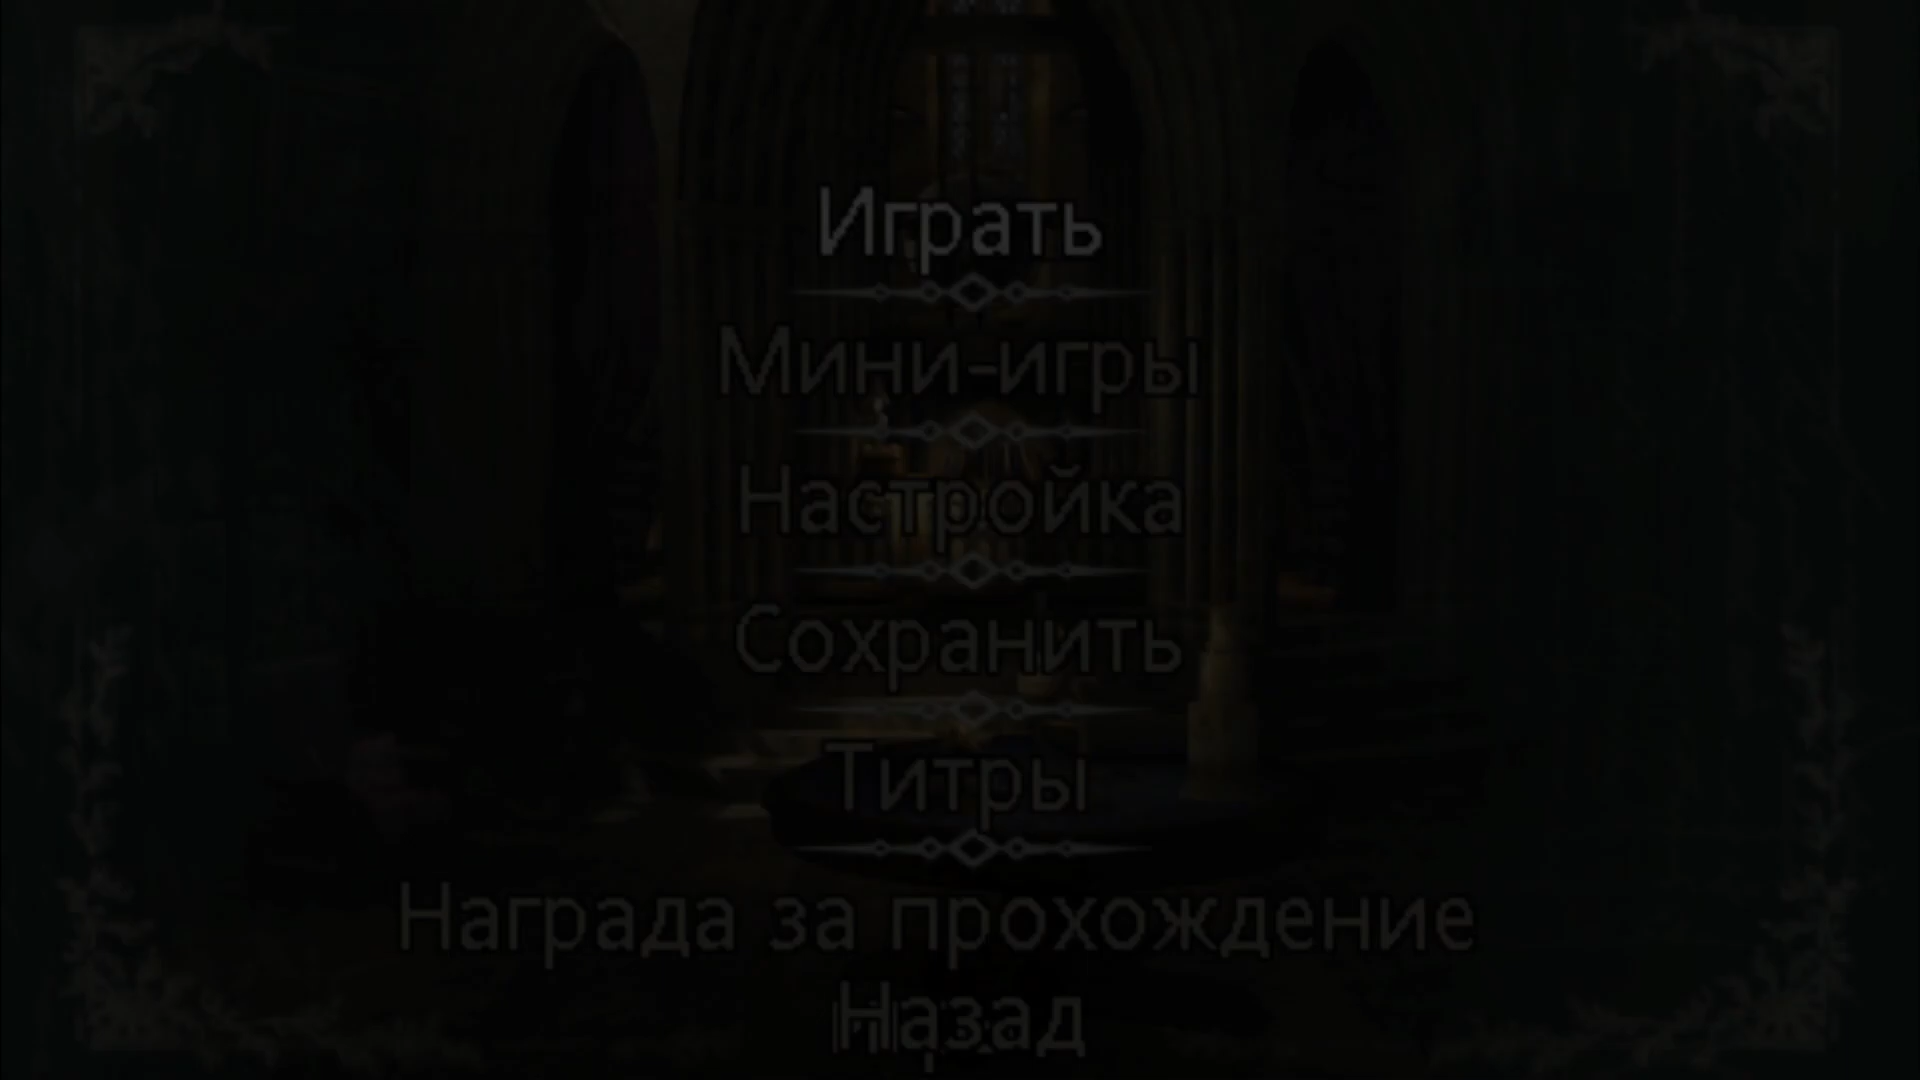 Играть
Мини-игры
Настройка
Сохранить
Титры
Награда за прохождение
Назад